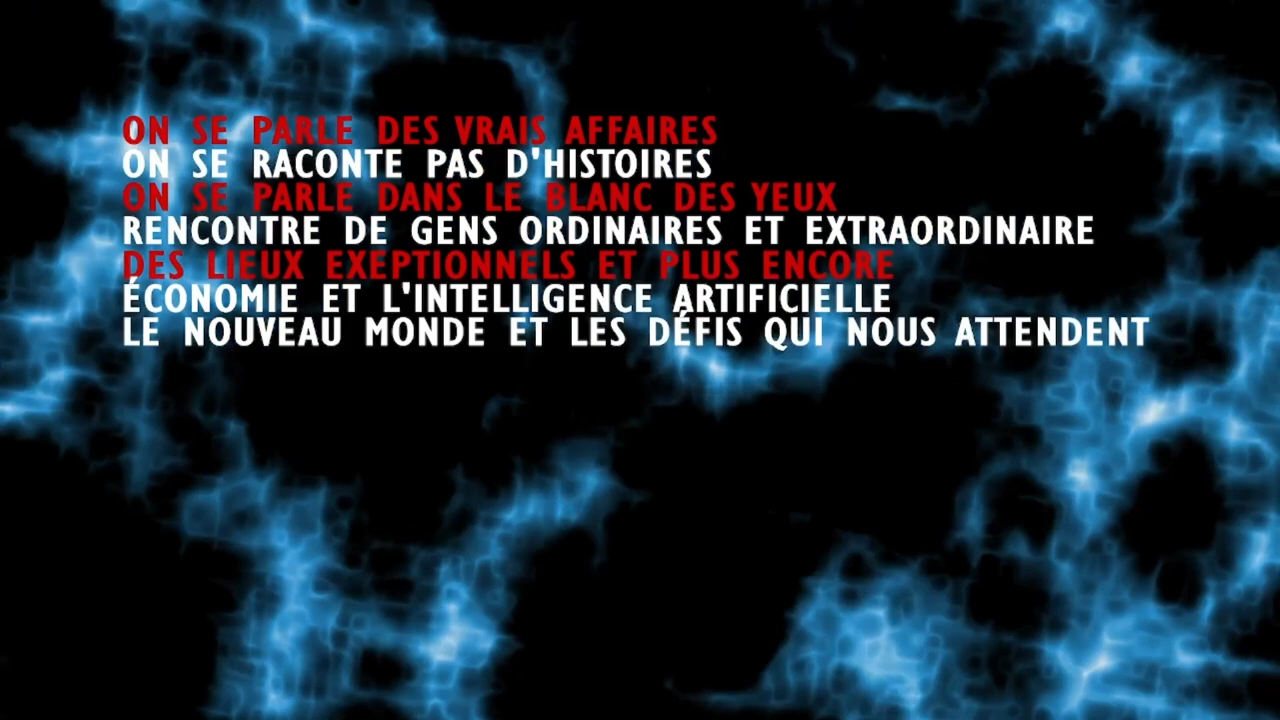 ON SE PARLE DES VRAIS AFFAIRES
ON SE RACONTE PAS D'HISTOIRES
ON SE PARLE DANS LE BLANC DES YEUX
RENCONTRE DE GENS ORDINAIRES ET EXTRAORDINAIRE
DES LIEUX EXEPTIONNELS ET PLUS ENCORE
ÉCONOMIE ET L'INTELLIGENCE ARTIFICIELLE
LE NOUVEAU MONDE ET LES DÉFIS QUI NOUS ATTENDENT